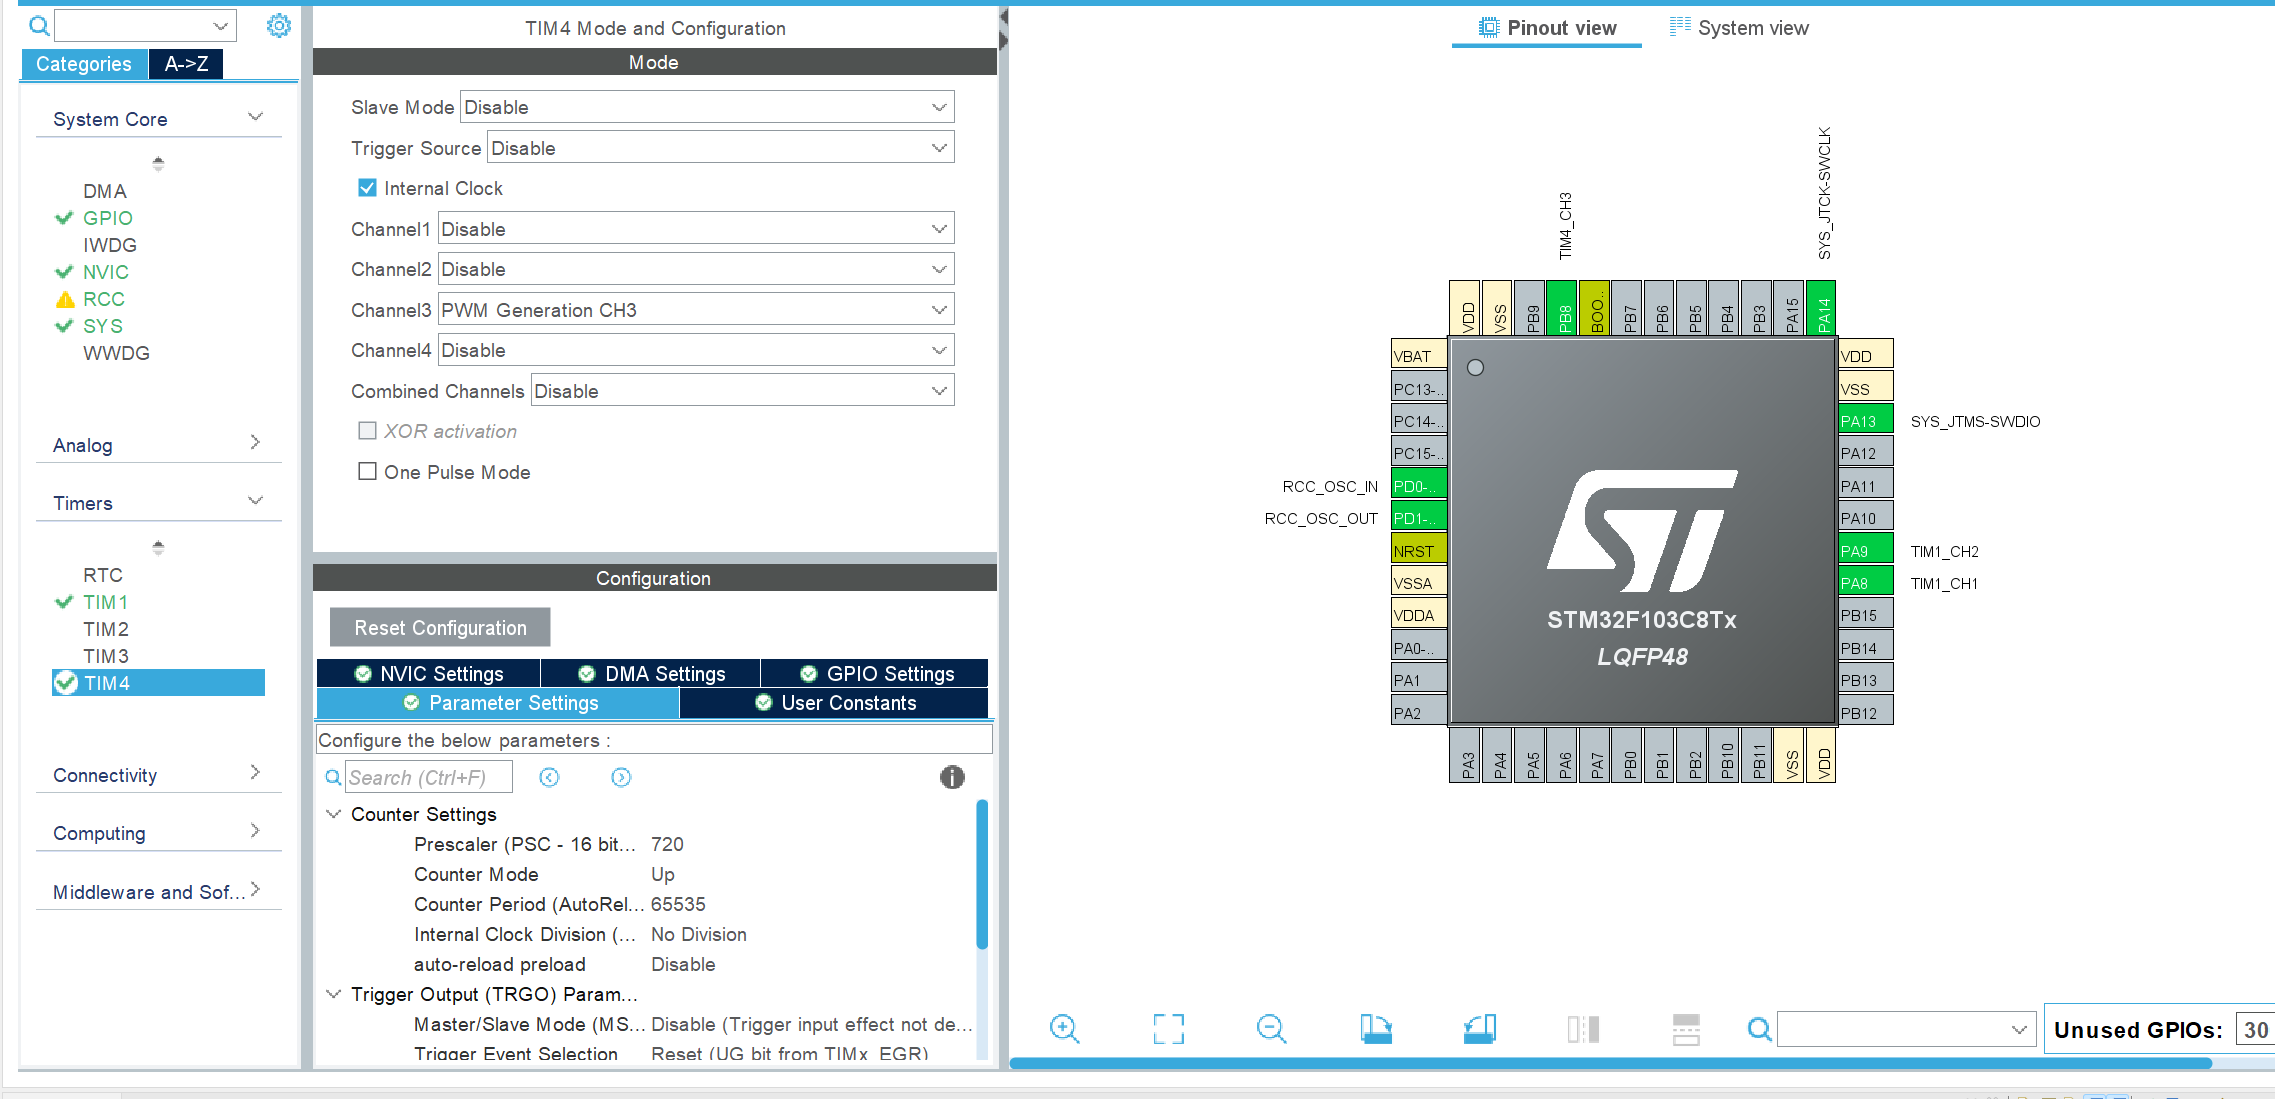 Categories
A->Z
System Core
DMA
GPIO
IWDG
NVIC
RCC
SYS
WWDG
Analog
Timers
RTC
TIM1
TIM2
TIM3
TIM4
Connectivity
Computing
Middleware and Sof...
TIM4 Mode and Configuration
Mode
Slave Mode Disable
Trigger Source Disable
Internal Clock
Channel1 Disable
Channel2 Disable
Channel3 PWM Generation CH3
Channel4 Disable
Combined Channels Disable
XOR activation
One Pulse Mode
Configuration
Reset Configuration
NVIC Settings
DMA Settings
GPIO Settings
Parameter Settings
User Constants
Configure the below parameters :
Search (Ctrl+F)
Counter Settings
Prescaler (PSC - 16 bit... 720
Counter Mode Up
Counter Period (AutoRel... 65535
Internal Clock Division (... No Division
auto-reload preload Disable
Trigger Output (TRGO) Param...
Master/Slave Mode (MS... Disable (Trigger input effect not de...
Trigger Event Selection Reset (UG bit from TIMx_EGR)
Pinout view
System view
TIM4_CH3
SYS_JTCK-SWCLK
VDD
VSS
PB9
PB8
BOO..
PB7
PB6
PB5
PB4
PB3
PA15
PA14
VBAT
PC13-..
PC14-..
PC15-..
RCC_OSC_IN PD0-..
RCC_OSC_OUT PD1-..
NRST
VSSA
VDDA
PA0-..
PA1
PA2
ST
STM32F103C8Tx
LQFP48
VDD
VSS
PA13 SYS_JTMS-SWDIO
PA12
PA11
PA10
PA9 TIM1_CH2
PA8 TIM1_CH1
PB15
PB14
PB13
PB12
PA3
PA4
PA5
PA6
PA7
PB0
PB1
PB2
PB10
PB11
VSS
VDD
Unused GPIOs: 30